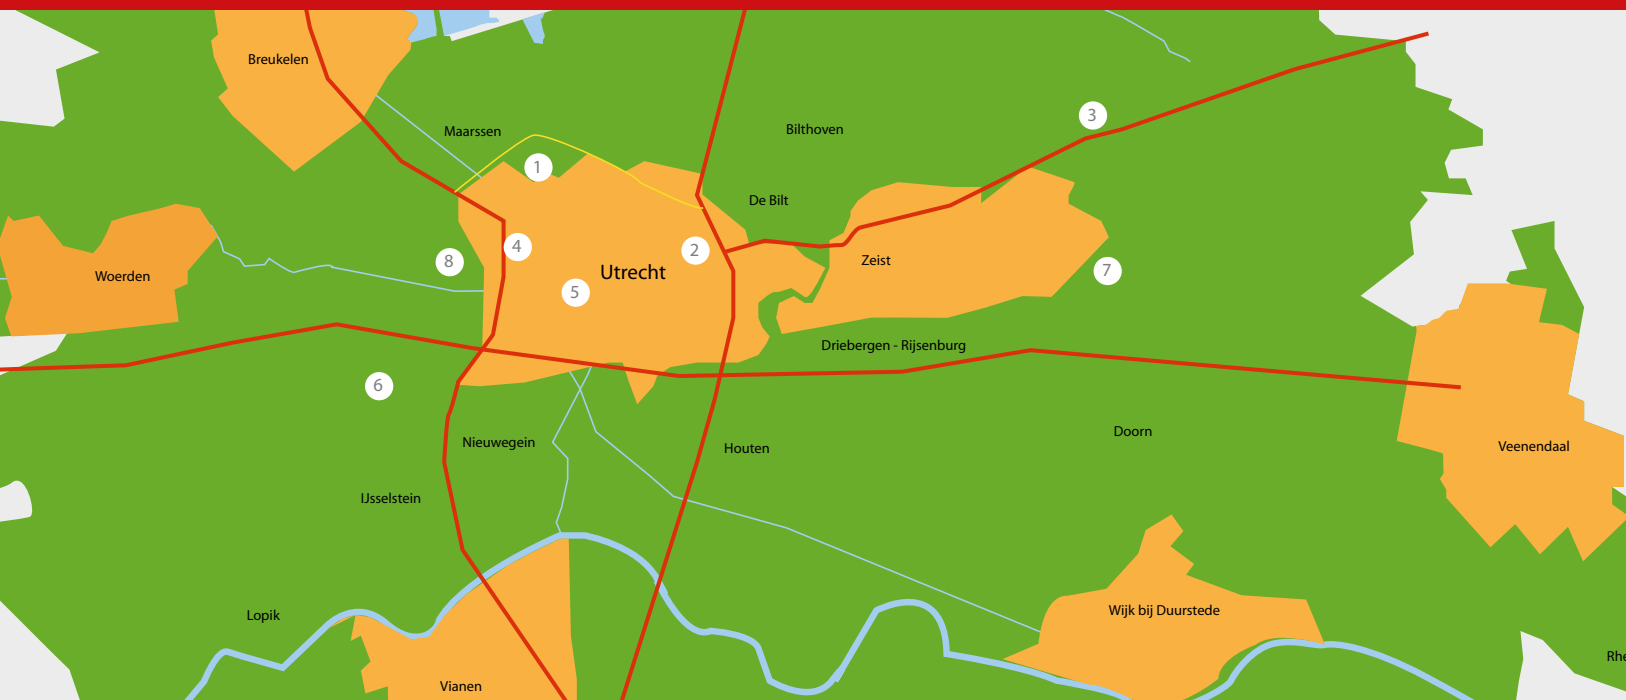 Breukelen
3
Maarssen
Bilthoven
1
De Bilt
4
2
8
Zeist
7
Utrecht
Woerden
5
Driebergen - Rijsenburg
6
Doorn
Nieuwegein
Houten
Veenendaal
IJsselstein
Wijk bij Duurstede
Lopik
Rhe
Vianen